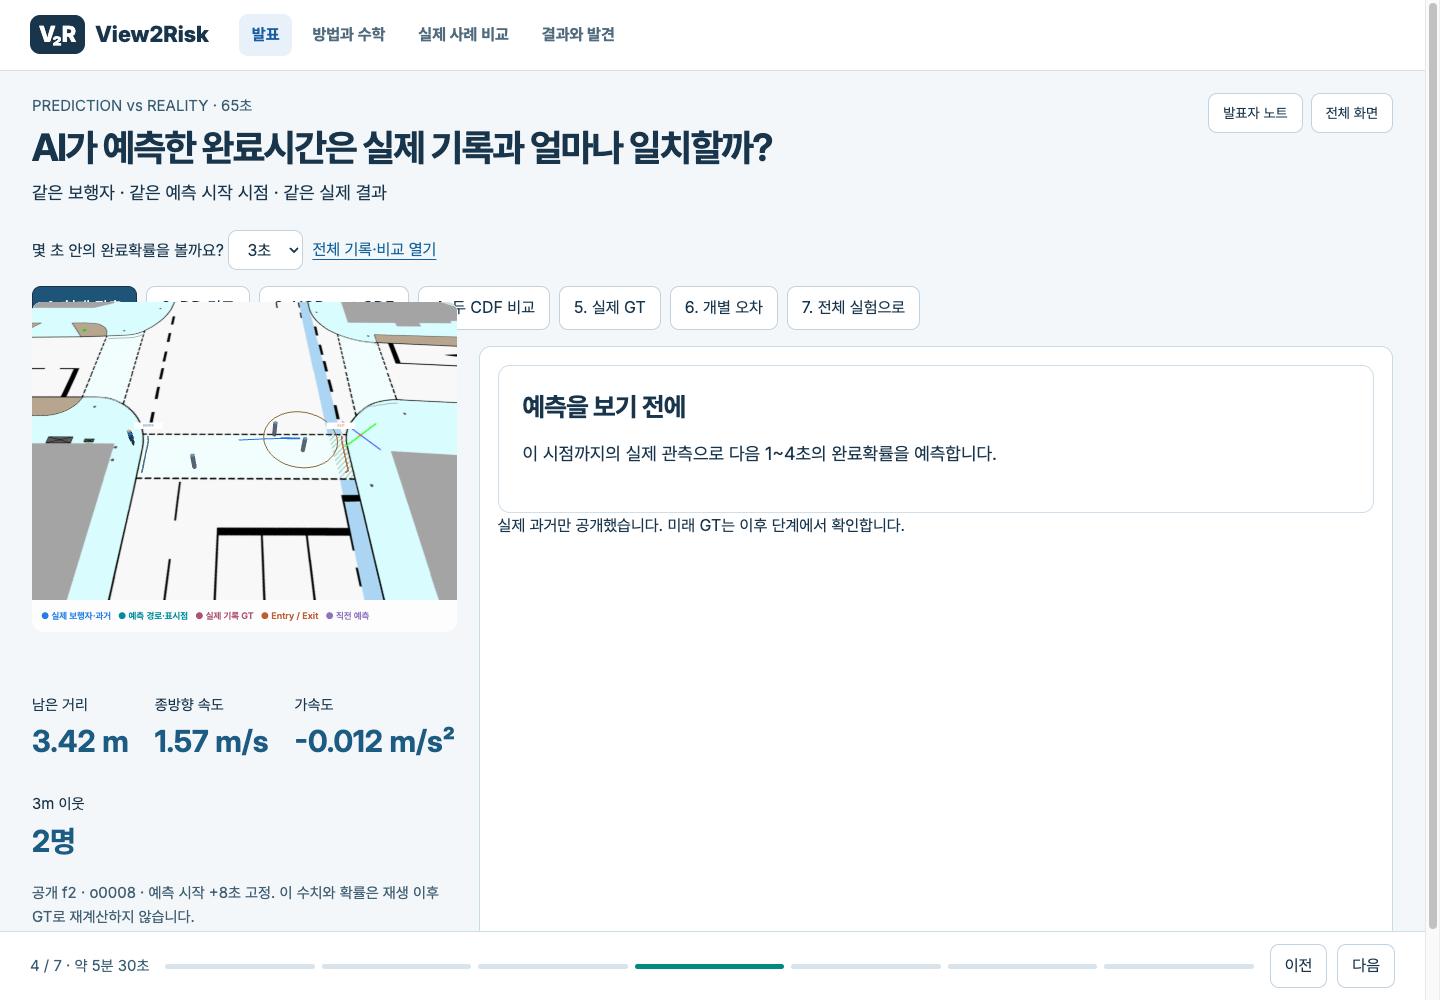 V2R View2Risk 발표 방법과 수학 실제 사례 비교 결과와 발견
PREDICTION vs REALITY · 65초
발표자 노트 전체 화면
AI가 예측한 완료시간은 실제 기록과 얼마나 일치할까?
같은 보행자 · 같은 예측 시작 시점 · 같은 실제 결과
몇 초 안의 완료확률을 볼까요? 3초 전체 기록·비교 열기
두 CDF 비교 5. 실제 GT 6. 개별 오차 7. 전체 실험으로
예측을 보기 전에
이 시점까지의 실제 관측으로 다음 1~4초의 완료확률을 예측합니다.
실제 과거만 공개했습니다. 미래 GT는 이후 단계에서 확인합니다.
실제 보행자·과거 예측 경로·표시점 실제 기록 GT Entry / Exit 직전 예측
남은 거리 종방향 속도 가속도
3.42 m 1.57 m/s -0.012 m/s²
3m 이웃
2명
공개 f2 · o0008 · 예측 시작 +8초 고정. 이 수치와 확률은 재생 이후
GT로 재계산하지 않습니다.
4 / 7 · 약 5분 30초 이전 다음